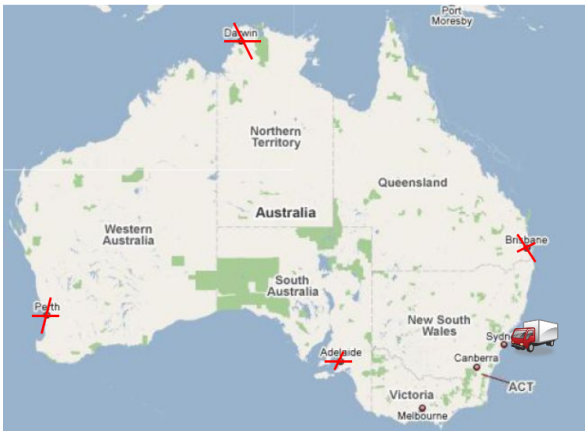 Port
Moresby
Darwin
Northern
Territory
Queensland
Australia
Western
Australia
Brisbane
South
Australia
Perth
New South
Wales
Adelaide
Canberra
ACT
Victoria
Melbourne